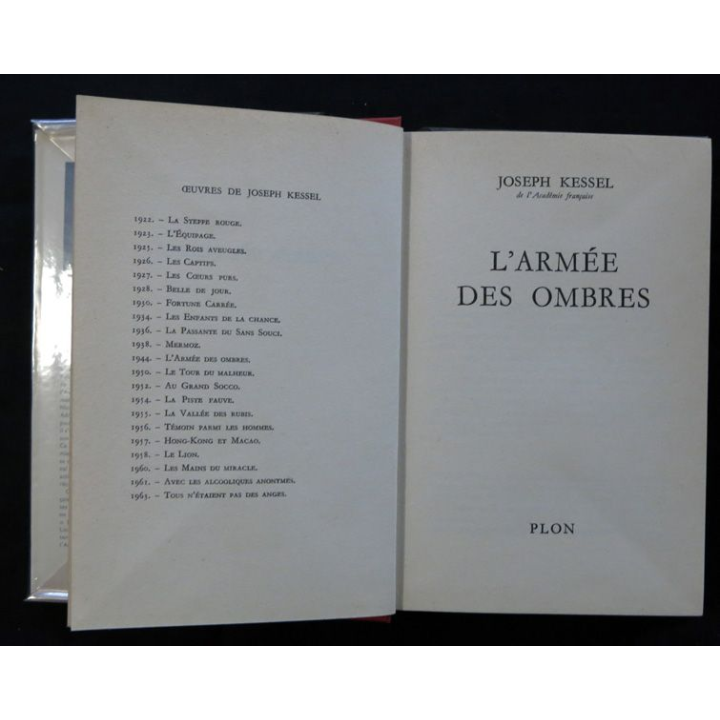 ŒUVRES DE JOSEPH KESSEL
1922. – La Steppe rouge.
1923. – L'Équipage.
1925. – Les Rois aveugles.
1926. – Les Captifs.
1927. – Les Cœurs purs.
1928. – Belle de jour.
1930. – Fortune Carrée.
1934. – Les Enfants de la chance.
1936. – La Passante du Sans Souci.
1938. – Mermoz.
1944. – L'Armée des ombres.
1950. – Le Tour du malheur.
1952. – Au Grand Socco.
1954. – La Piste fauve.
1955. – La Vallée des rubis.
1956. – Témoin parmi les hommes.
1957. – Hong-Kong et Macao.
1958. – Le Lion.
1960. – Les Mains du miracle.
1961. – Avec les alcooliques anonymes.
1963. – Tous n'étaient pas des anges.
JOSEPH KESSEL
de l'Académie française
L'ARMÉE
DES OMBRES
PLON